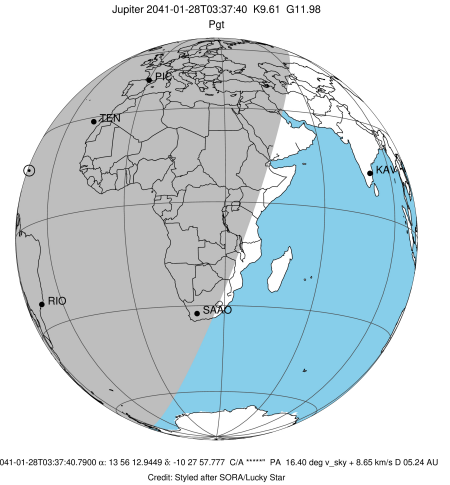 Jupiter 2041-01-28T03:37:40 K9.61 G11.98
Pgt
PIC
TEN
KAV
RIO
SAAO
041-01-28T03:37:40.7900 α: 13 56 12.9449 δ: -10 27 57.777 C/A *****" PA 16.40 deg v_sky + 8.65 km/s D 05.24 AU
Credit: Styled after SORA/Lucky Star